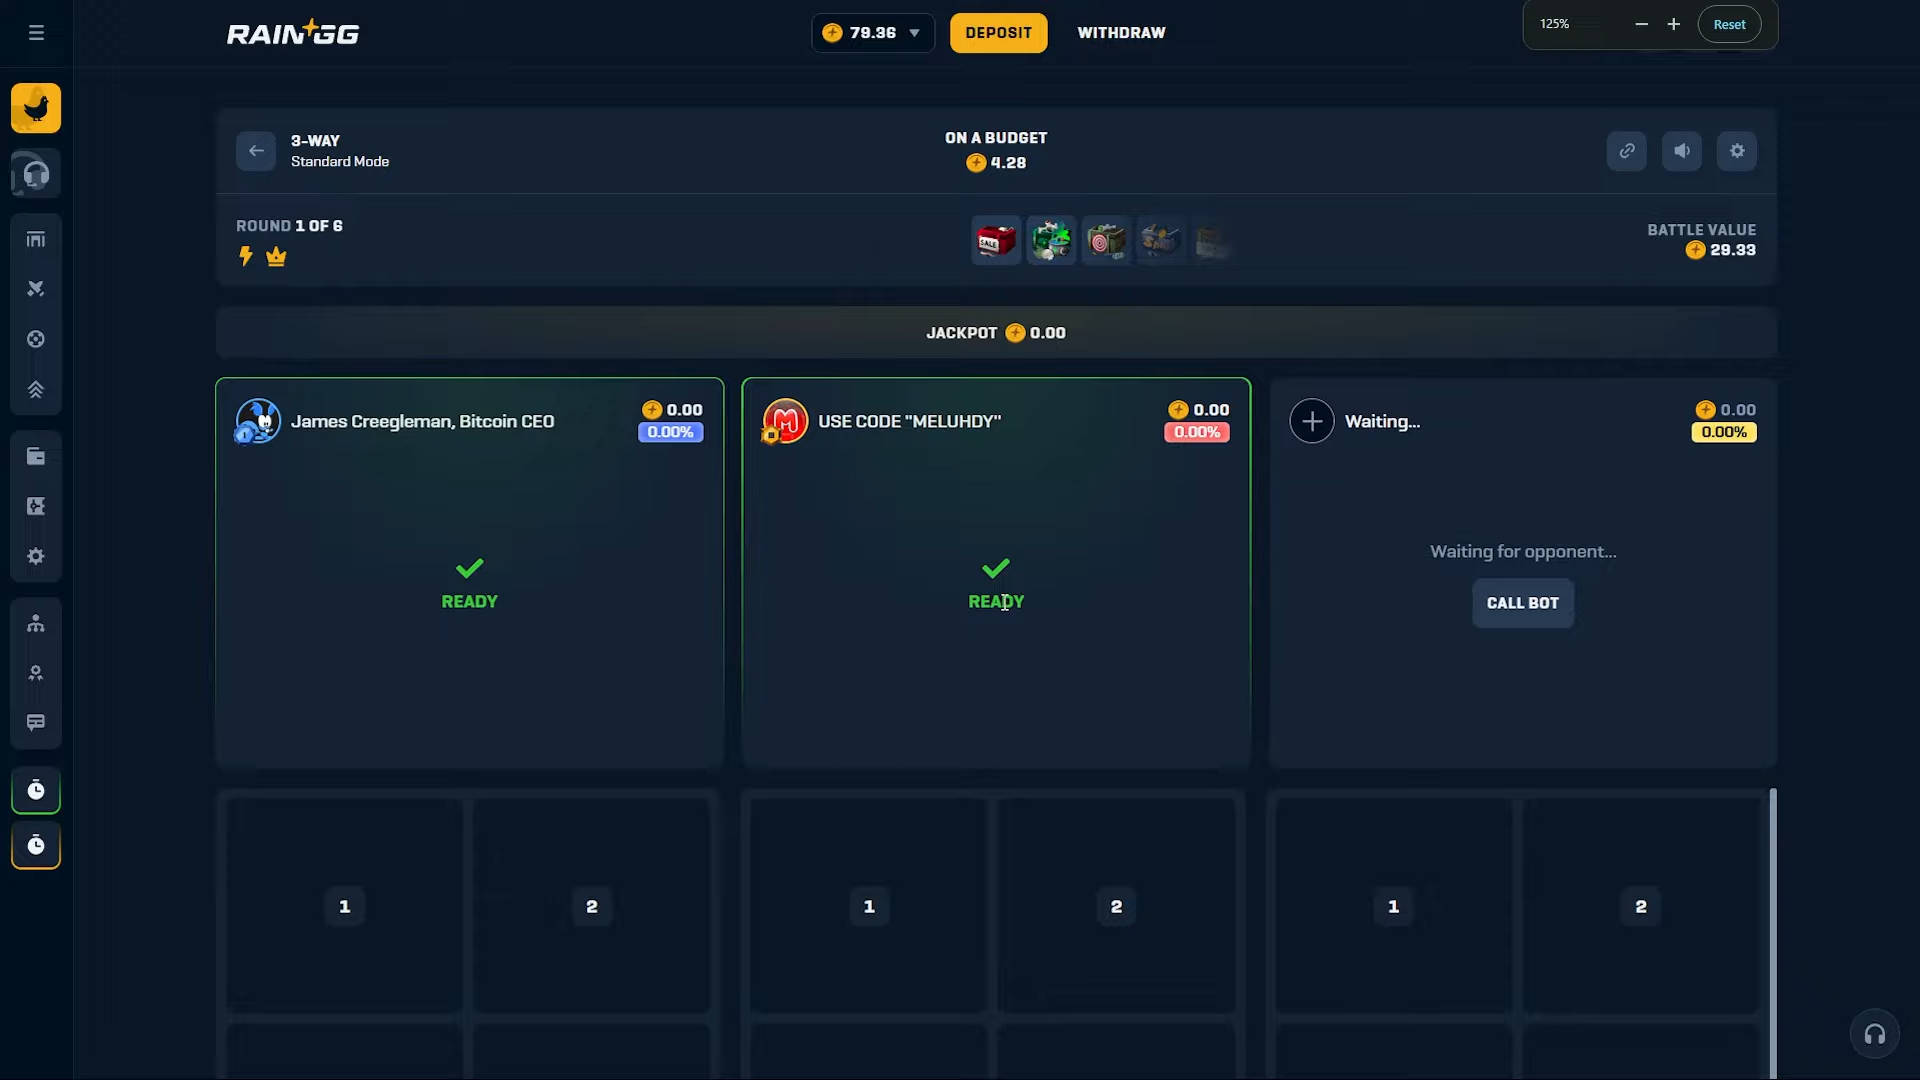 RAIN GG
79.36
DEPOSIT
WITHDRAW
125%
Reset
3-WAY
Standard Mode
ON A BUDGET
4.28
ROUND 1 OF 6
SALE
BATTLE VALUE
29.33
JACKPOT 0.00
James Creegleman, Bitcoin CEO
0.00
0.00%
READY
M
USE CODE "MELUHDY"
0.00
0.00%
READY
Waiting...
0.00
0.00%
Waiting for opponent...
CALL BOT
1
2
1
2
1
2